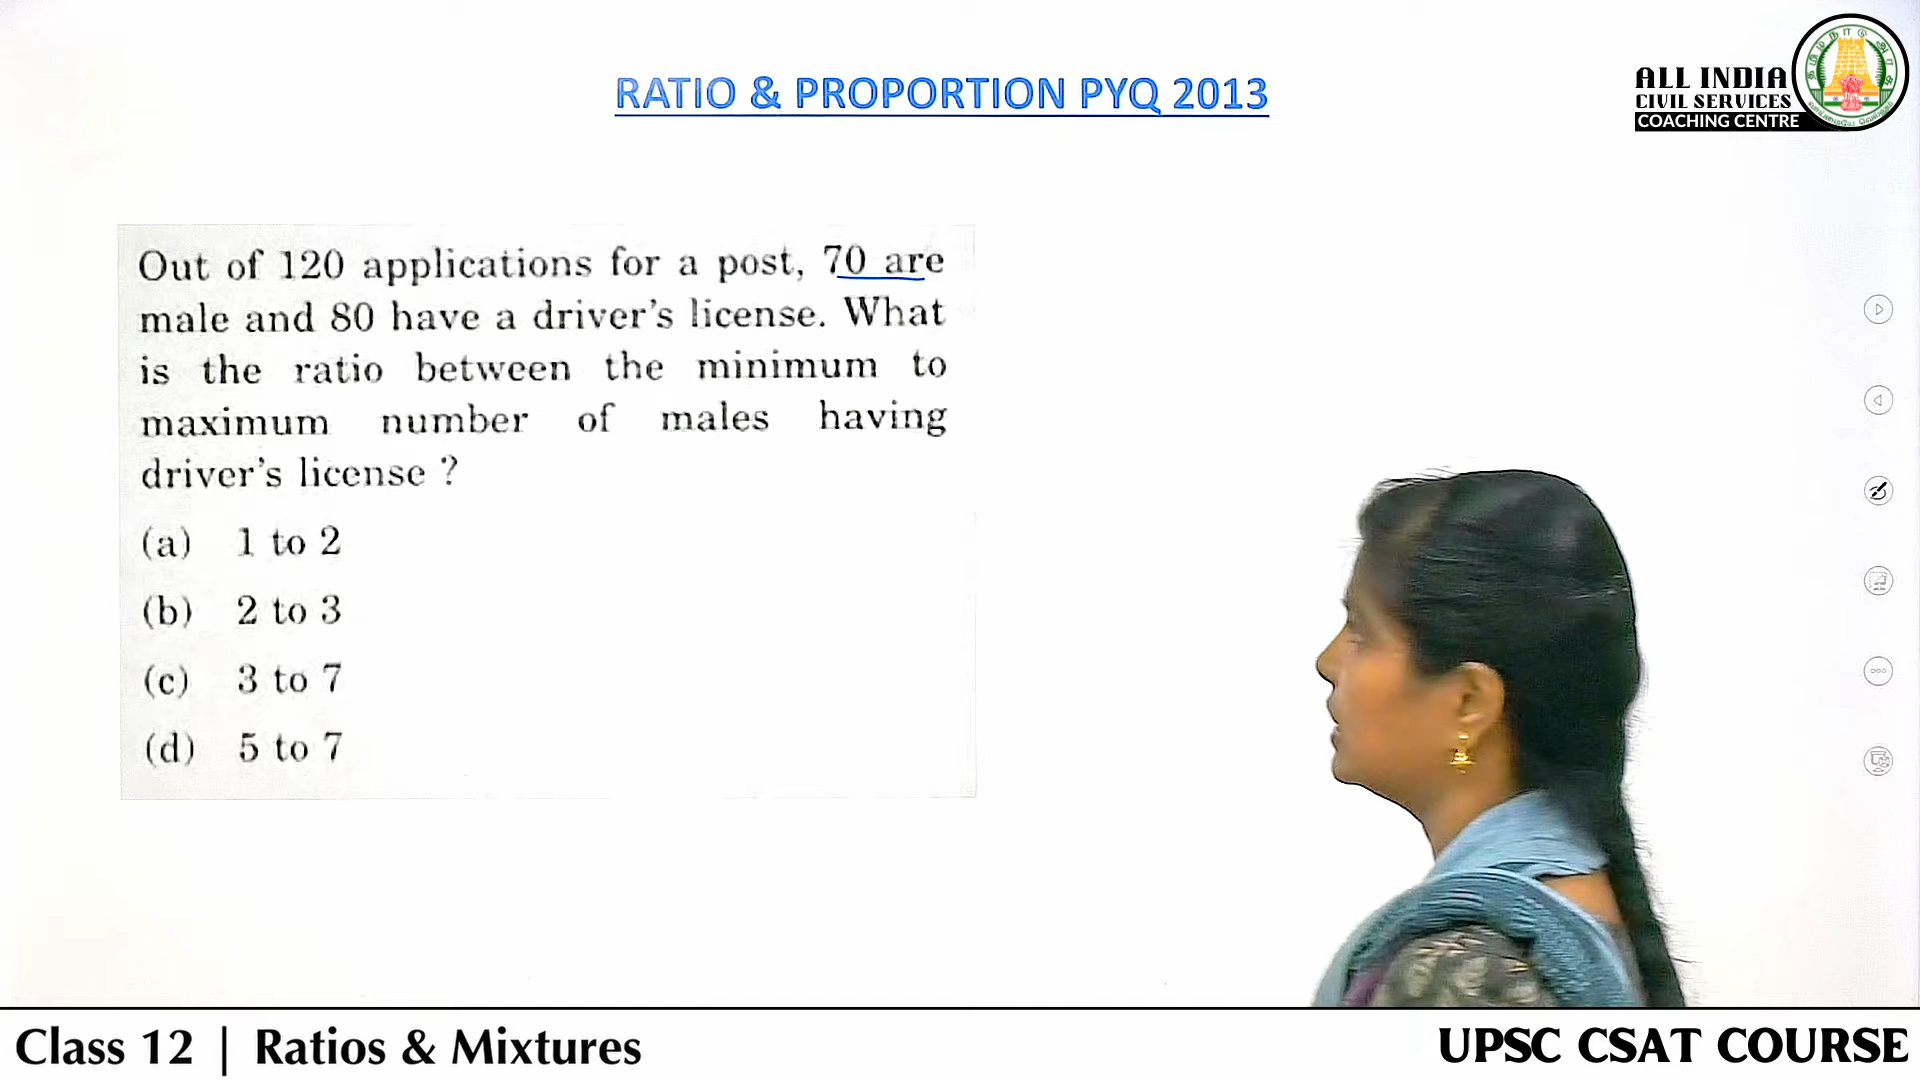 RATIO & PROPORTION PYQ 2013
ALL INDIA
CIVIL SERVICES
COACHING CENTRE
Out of 120 applications for a post, 70 are
male and 80 have a driver's license. What
is the ratio between the minimum to
maximum number of males having
driver's license ?
(a) 1 to 2
(b) 2 to 3
(c) 3 to 7
(d) 5 to 7
Class 12 | Ratios & Mixtures
UPSC CSAT COURSE